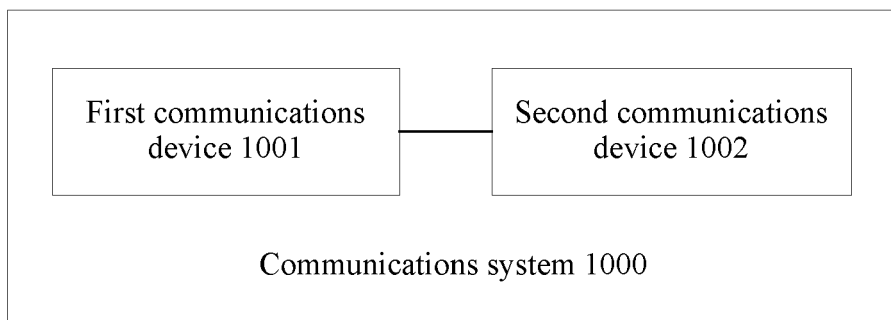 First communications
device 1001
Second communications
device 1002
Communications system 1000